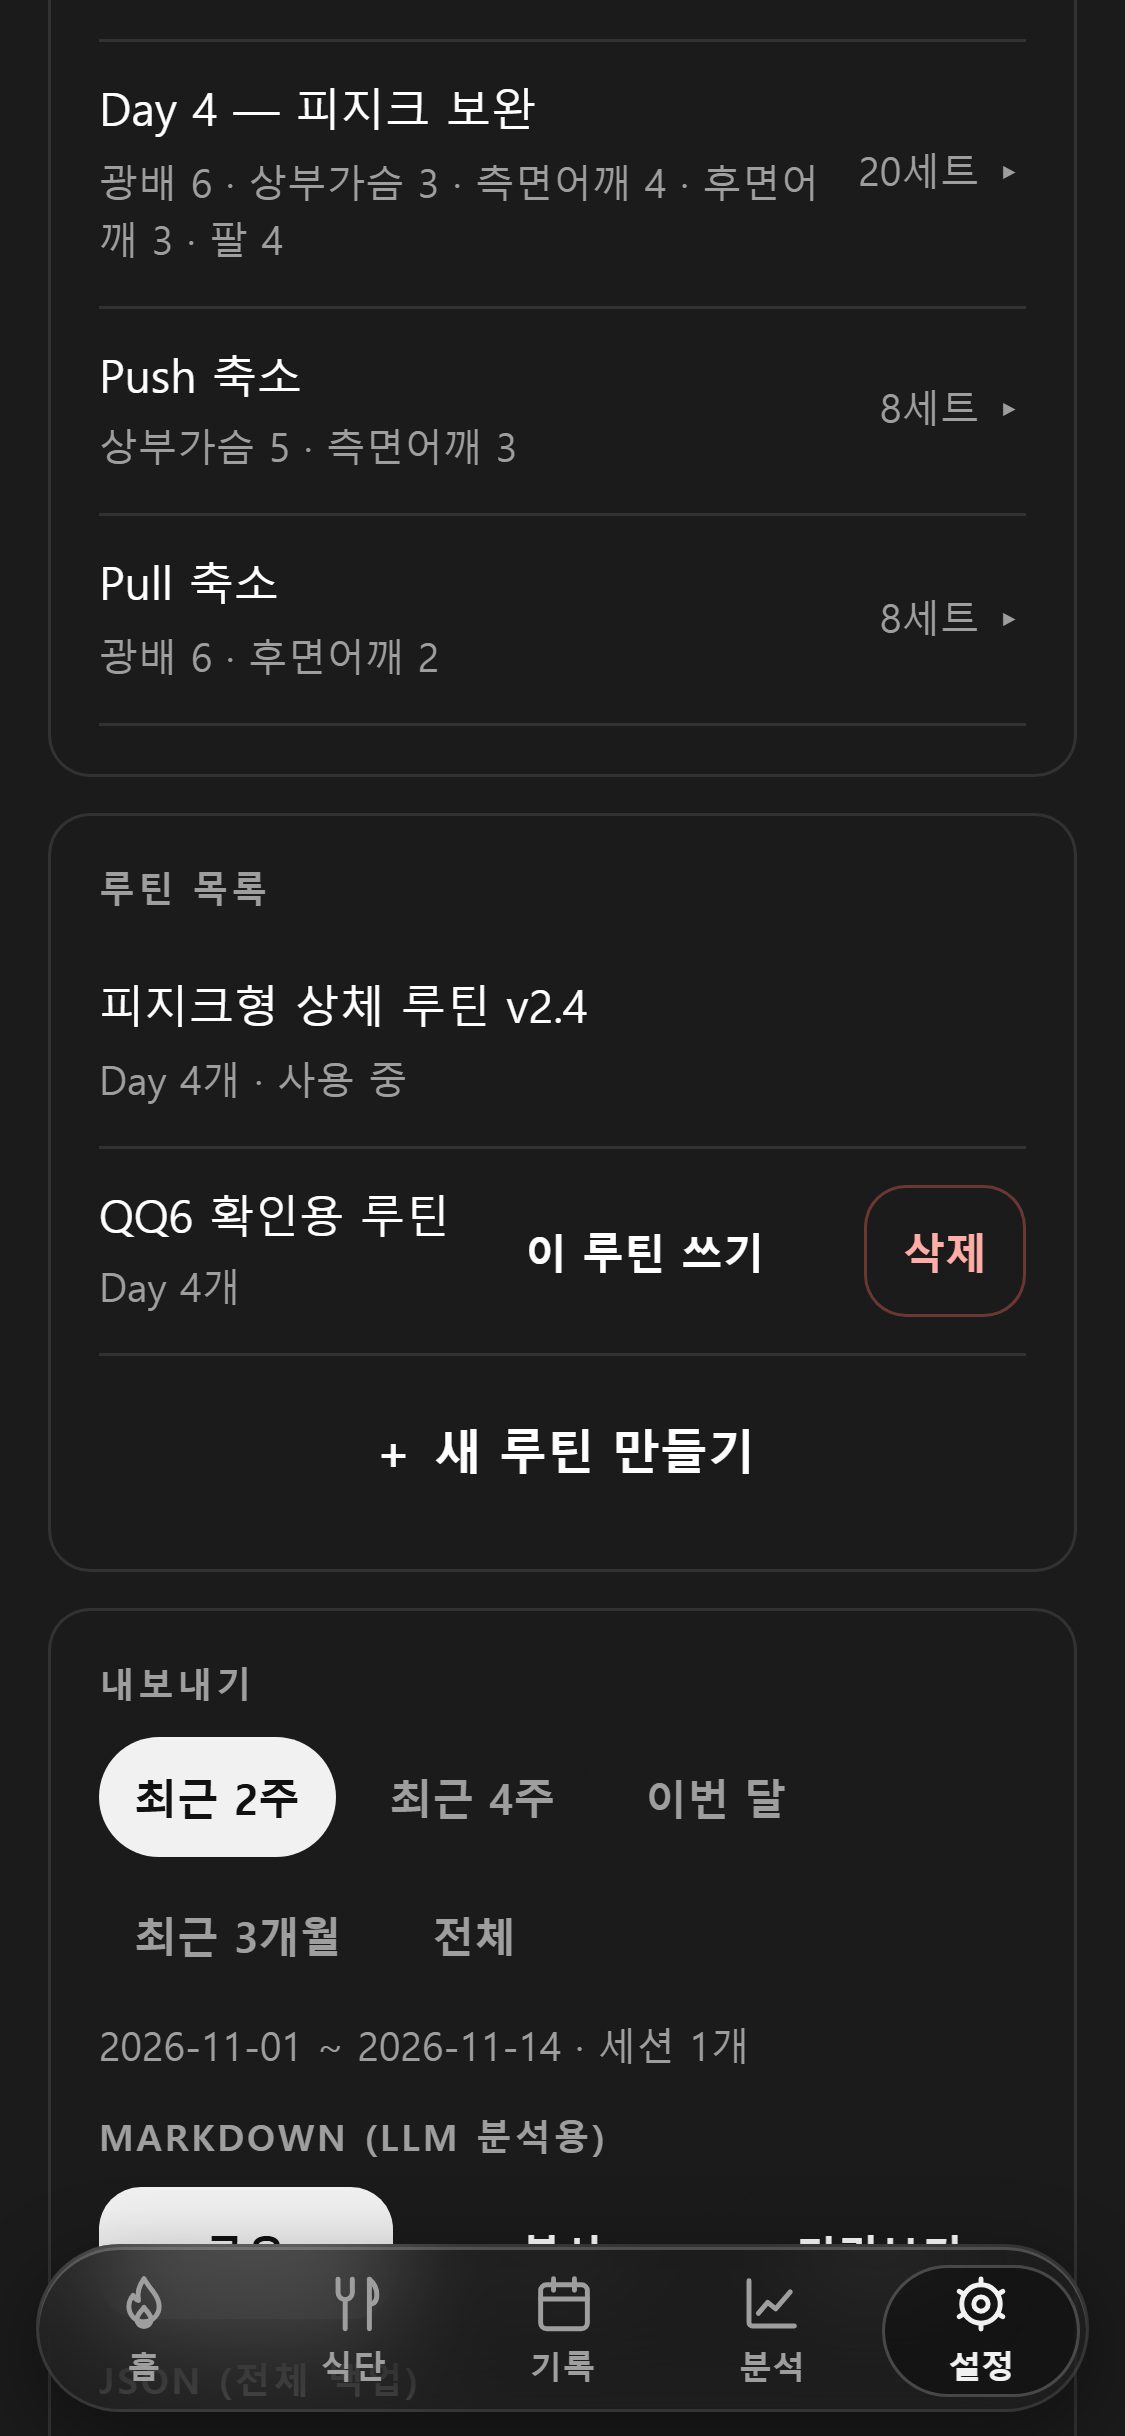 Day 4 — 피지크 보완
광배 6 · 상부가슴 3 · 측면어깨 4 · 후면어
깨 3 · 팔 4
20세트 ▸
Push 축소
상부가슴 5 · 측면어깨 3
8세트 ▸
Pull 축소
광배 6 · 후면어깨 2
8세트 ▸
루틴 목록
피지크형 상체 루틴 v2.4
Day 4개 · 사용 중
QQ6 확인용 루틴
Day 4개
이 루틴 쓰기
삭제
+ 새 루틴 만들기
내보내기
최근 2주
최근 4주
이번 달
최근 3개월
전체
2026-11-01 ~ 2026-11-14 · 세션 1개
MARKDOWN (LLM 분석용)
JSON (전체 백업)
홈
식단
기록
분석
설정